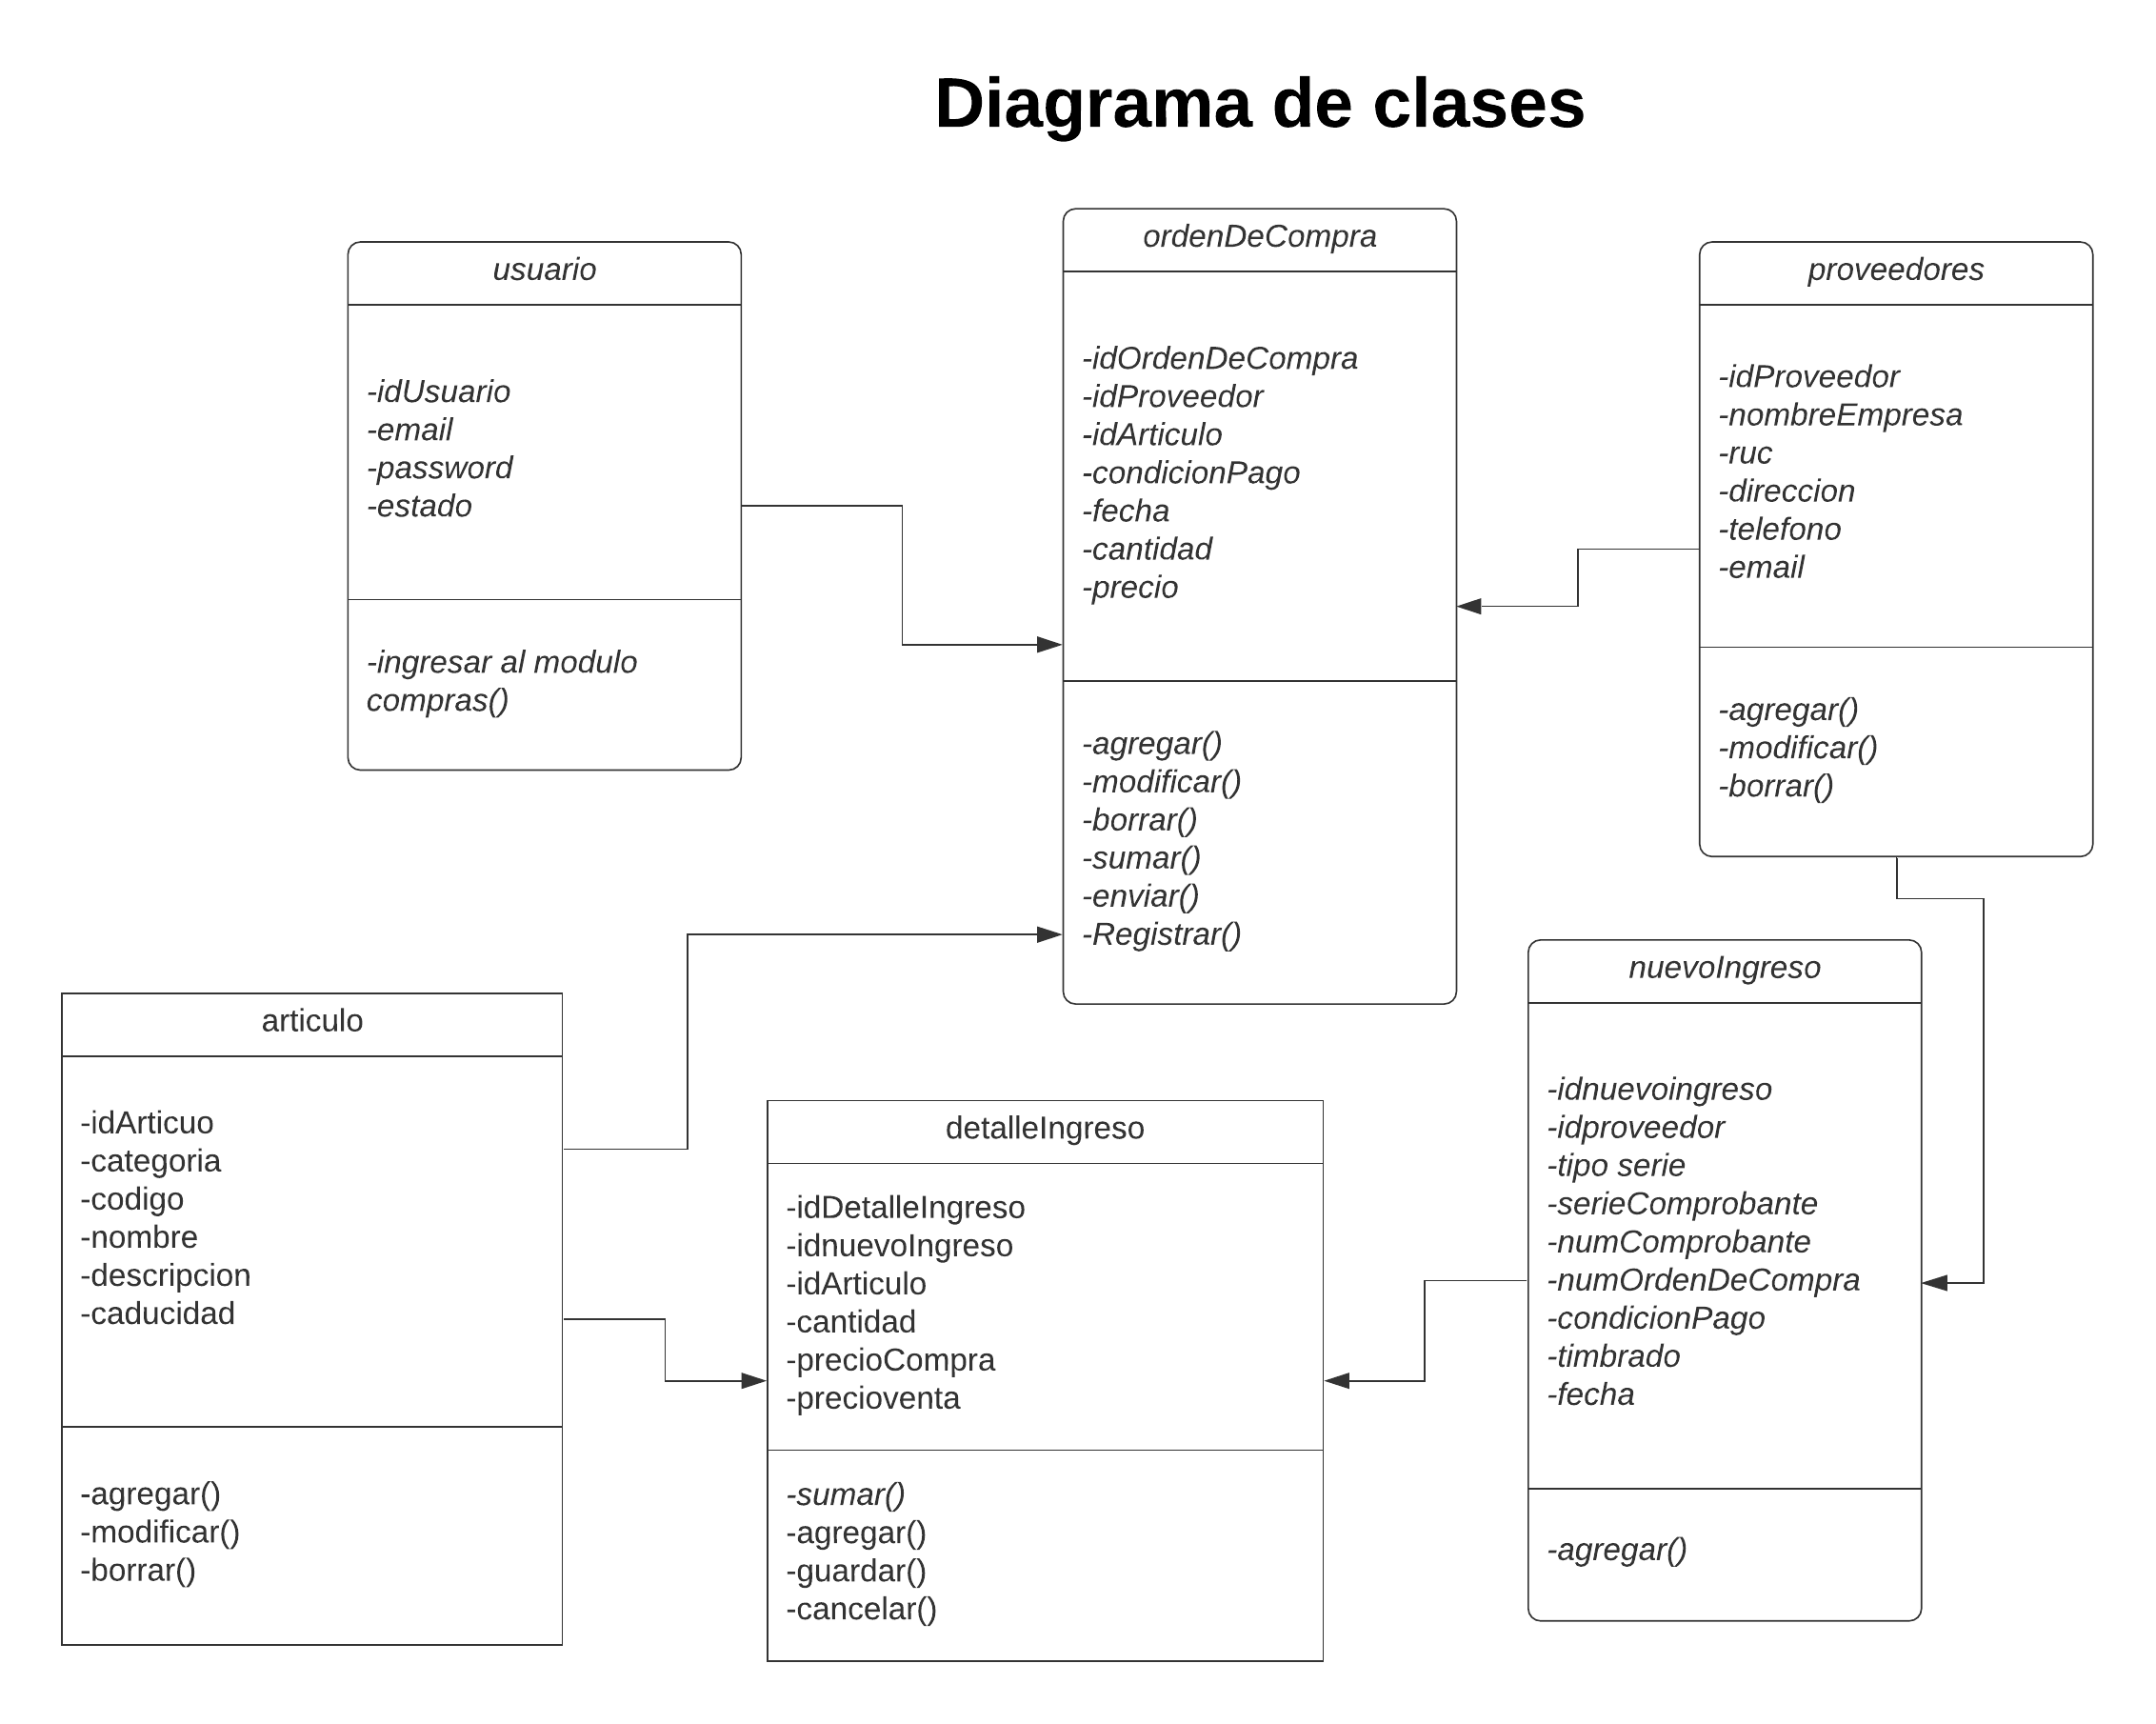 Diagrama de clases
usuario
-idUsuario
-email
-password
-estado
-ingresar al modulo
compras()
ordenDeCompra
-idOrdenDeCompra
-idProveedor
-idArticulo
-condicionPago
-fecha
-cantidad
-precio
-agregar()
-modificar()
-borrar()
-sumar()
-enviar()
-Registrar()
proveedores
-idProveedor
-nombreEmpresa
-ruc
-direccion
-telefono
-email
-agregar()
-modificar()
-borrar()
articulo
-idArticuo
-categoria
-codigo
-nombre
-descripcion
-caducidad
-agregar()
-modificar()
-borrar()
detalleIngreso
-idDetalleIngreso
-idnuevoIngreso
-idArticulo
-cantidad
-precioCompra
-precioventa
-sumar()
-agregar()
-guardar()
-cancelar()
nuevoIngreso
-idnuevoingreso
-idproveedor
-tipo serie
-serieComprobante
-numComprobante
-numOrdenDeCompra
-condicionPago
-timbrado
-fecha
-agregar()